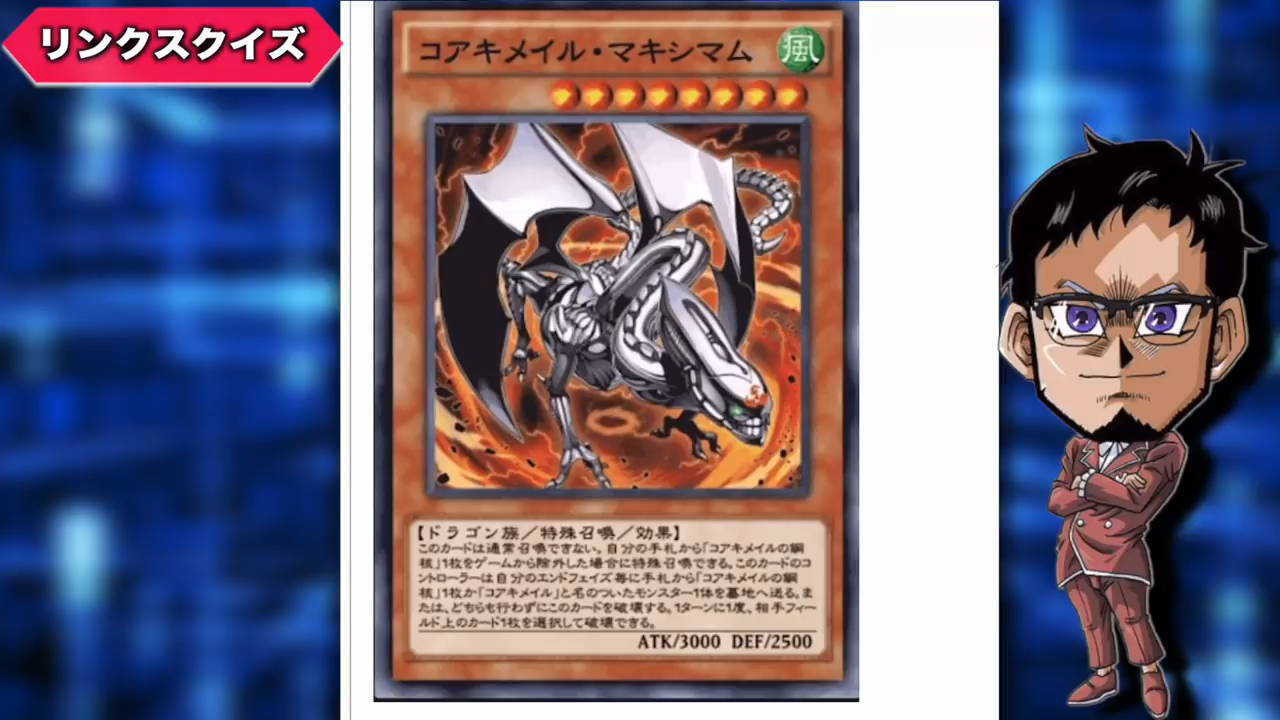 リンクスクイズ
コアキメイル・マキシマム
風
【ドラゴン族／特殊召喚／効果】
このカードは通常召喚できない。自分の手札から「コアキメイルの鋼
核」1枚をゲームから除外した場合に特殊召喚できる。このカードのコ
ントローラーは自分のエンドフェイズ毎に手札から「コアキメイルの鋼
核」1枚か「コアキメイル」と名のついたモンスター1体を墓地へ送る。ま
たは、どちらも行わずにこのカードを破壊する。1ターンに1度、相手フィー
ルド上のカード1枚を選択して破壊できる。
ATK/3000 DEF/2500